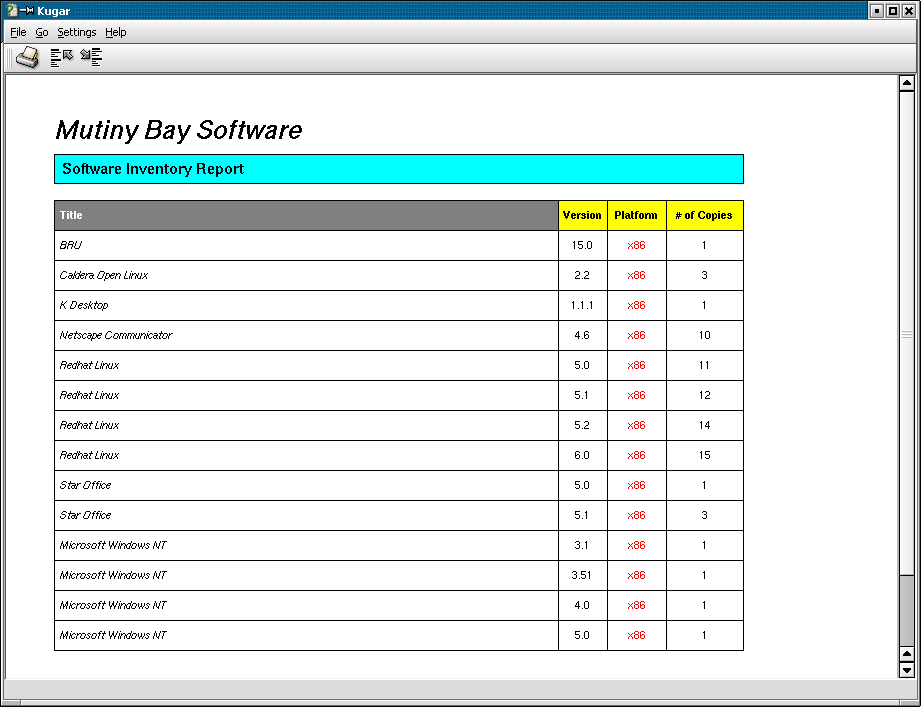 Kugar
File Go Settings Help
Mutiny Bay Software
Software Inventory Report
Title Version Platform # of Copies
BRU 15.0 x86 1
Caldera Open Linux 2.2 x86 3
K Desktop 1.1.1 x86 1
Netscape Communicator 4.6 x86 10
Redhat Linux 5.0 x86 11
Redhat Linux 5.1 x86 12
Redhat Linux 5.2 x86 14
Redhat Linux 6.0 x86 15
Star Office 5.0 x86 1
Star Office 5.1 x86 3
Microsoft Windows NT 3.1 x86 1
Microsoft Windows NT 3.51 x86 1
Microsoft Windows NT 4.0 x86 1
Microsoft Windows NT 5.0 x86 1